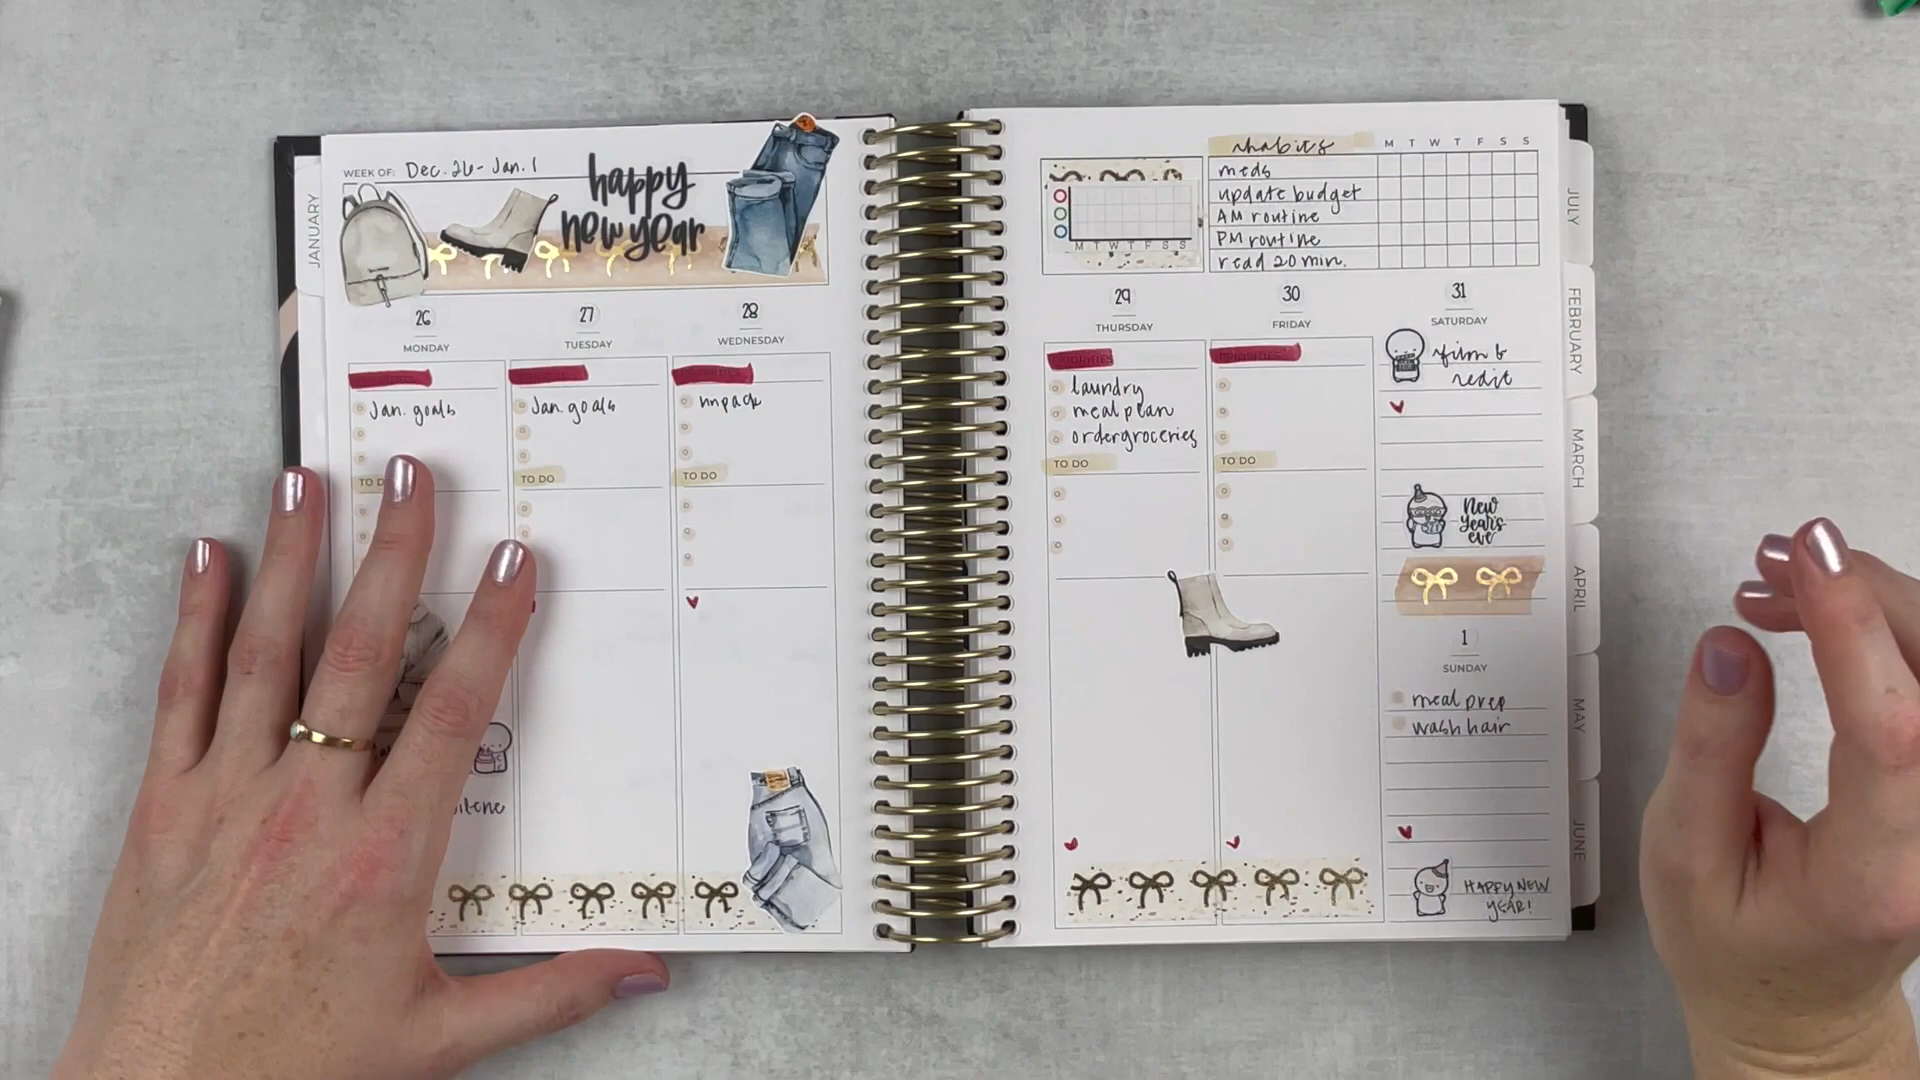 JANUARY
WEEK OF: Dec. 26 - Jan. 1
happy
new year
26
MONDAY
Jan. goals
TO D
27
TUESDAY
Jan. goals
TO DO
28
WEDNESDAY
unpack
TO DO
M T W T F S S
habits M T W T F S S
meds
update budget
AM routine
PM routine
read 20 min.
29
THURSDAY
PRIORITIES
laundry
meal plan
order groceries
TO DO
30
FRIDAY
PRIORITIES
TO DO
31
SATURDAY
film &
edit
New
Year's
eve
1
SUNDAY
meal prep
wash hair
HAPPY NEW
YEAR!
JULY
FEBRUARY
MARCH
APRIL
MAY
JUNE